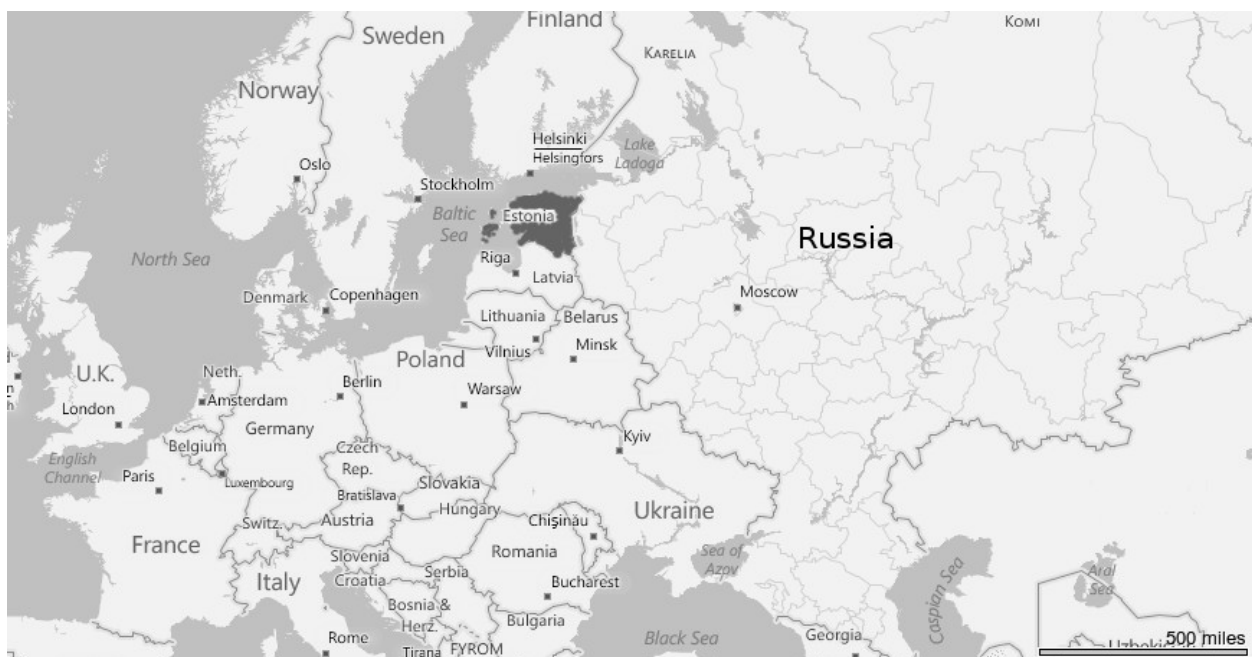 Finland
Sweden
KOMI
KARELIA
Norway
Helsinki
Helsingfors
Lake
Ladoga
Oslo
Stockholm
Baltic
Sea
Estonia
Russia
North Sea
Riga
Latvia
Denmark
Copenhagen
Moscow
Lithuania
Belarus
Vilnius
Minsk
Poland
U.K.
Neth.
Berlin
Warsaw
Amsterdam
London
Germany
Belgium
Kyiv
English
Channel
Czech
Rep.
Paris
Luxembourg
Slovakia
Bratislava
Hungary
Ukraine
Switz.
Austria
Chişinău
France
Slovenia
Romania
Sea of
Azov
Italy
Croatia
Serbia
Bucharest
Caspian Sea
Aral
Sea
Bosnia &
Herz.
Bulgaria
Rome
Tirana
FYROM
Black Sea
Georgia
500 miles